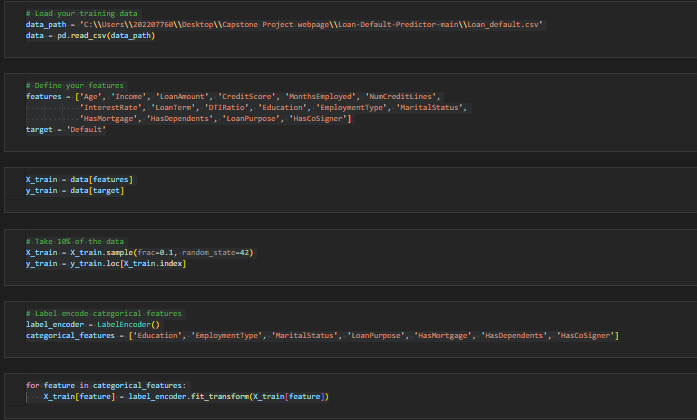 # Load your training data
data_path = 'C:\\Users\\202207760\\Desktop\\Capstone Project webpage\\Loan-Default-Predictor-main\\Loan_default.csv'
data = pd.read_csv(data_path)
# Define your features
features = ['Age', 'Income', 'LoanAmount', 'CreditScore', 'MonthsEmployed', 'NumCreditLines',
'InterestRate', 'LoanTerm', 'DTIRatio', 'Education', 'EmploymentType', 'MaritalStatus',
'HasMortgage', 'HasDependents', 'LoanPurpose', 'HasCoSigner']
target = 'Default'
X_train = data[features]
y_train = data[target]
# Take 10% of the data
X_train = X_train.sample(frac=0.1, random_state=42)
y_train = y_train.loc[X_train.index]
# Label encode categorical features
label_encoder = LabelEncoder()
categorical_features = ['Education', 'EmploymentType', 'MaritalStatus', 'LoanPurpose', 'HasMortgage', 'HasDependents', 'HasCoSigner']
for feature in categorical_features:
X_train[feature] = label_encoder.fit_transform(X_train[feature])